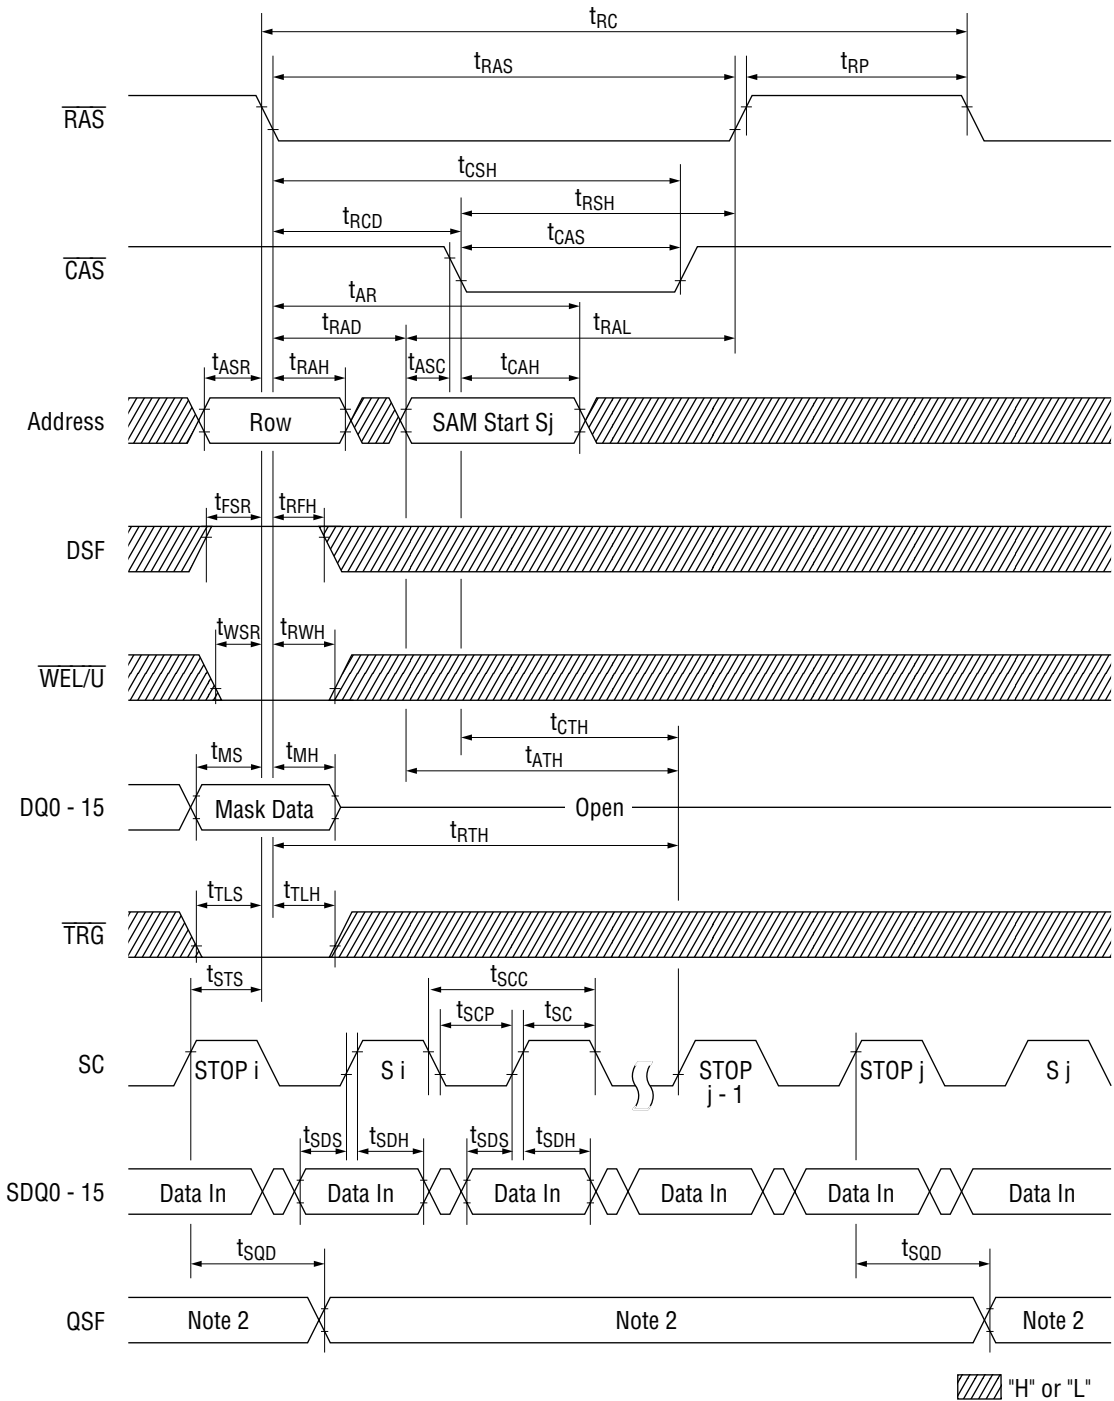 tRC
tRAS
tRP
RAS
tCSH
tRSH
tRCD
tCAS
CAS
tAR
tRAD
tRAL
tASR
tRAH
tASC
tCAH
Address
Row
SAM Start Sj
tFSR
tRFH
DSF
tWSR
tRWH
WEL/U
tCTH
tMS
tMH
tATH
DQ0 - 15
Mask Data
Open
tRTH
tTLS
tTLH
TRG
tSTS
tSCC
tSCP
tSC
SC
STOP i
S i
STOP
j - 1
STOP j
S j
tSDS
tSDH
tSDS
tSDH
SDQ0 - 15
Data In
Data In
Data In
Data In
Data In
Data In
tSQD
tSQD
QSF
Note 2
Note 2
Note 2
"H" or "L"